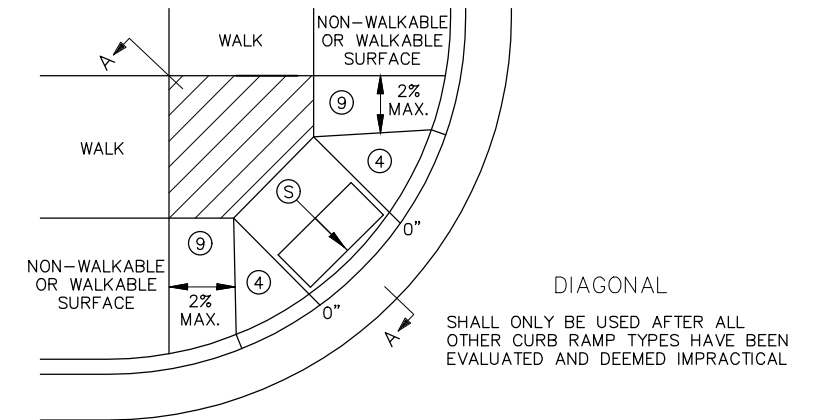 NON-WALKABLE
OR WALKABLE
SURFACE
WALK
A
9
2%
MAX.
WALK
4
S
0"
9
NON-WALKABLE
OR WALKABLE
SURFACE
4
2%
MAX.
0"
A
DIAGONAL
SHALL ONLY BE USED AFTER ALL
OTHER CURB RAMP TYPES HAVE BEEN
EVALUATED AND DEEMED IMPRACTICAL